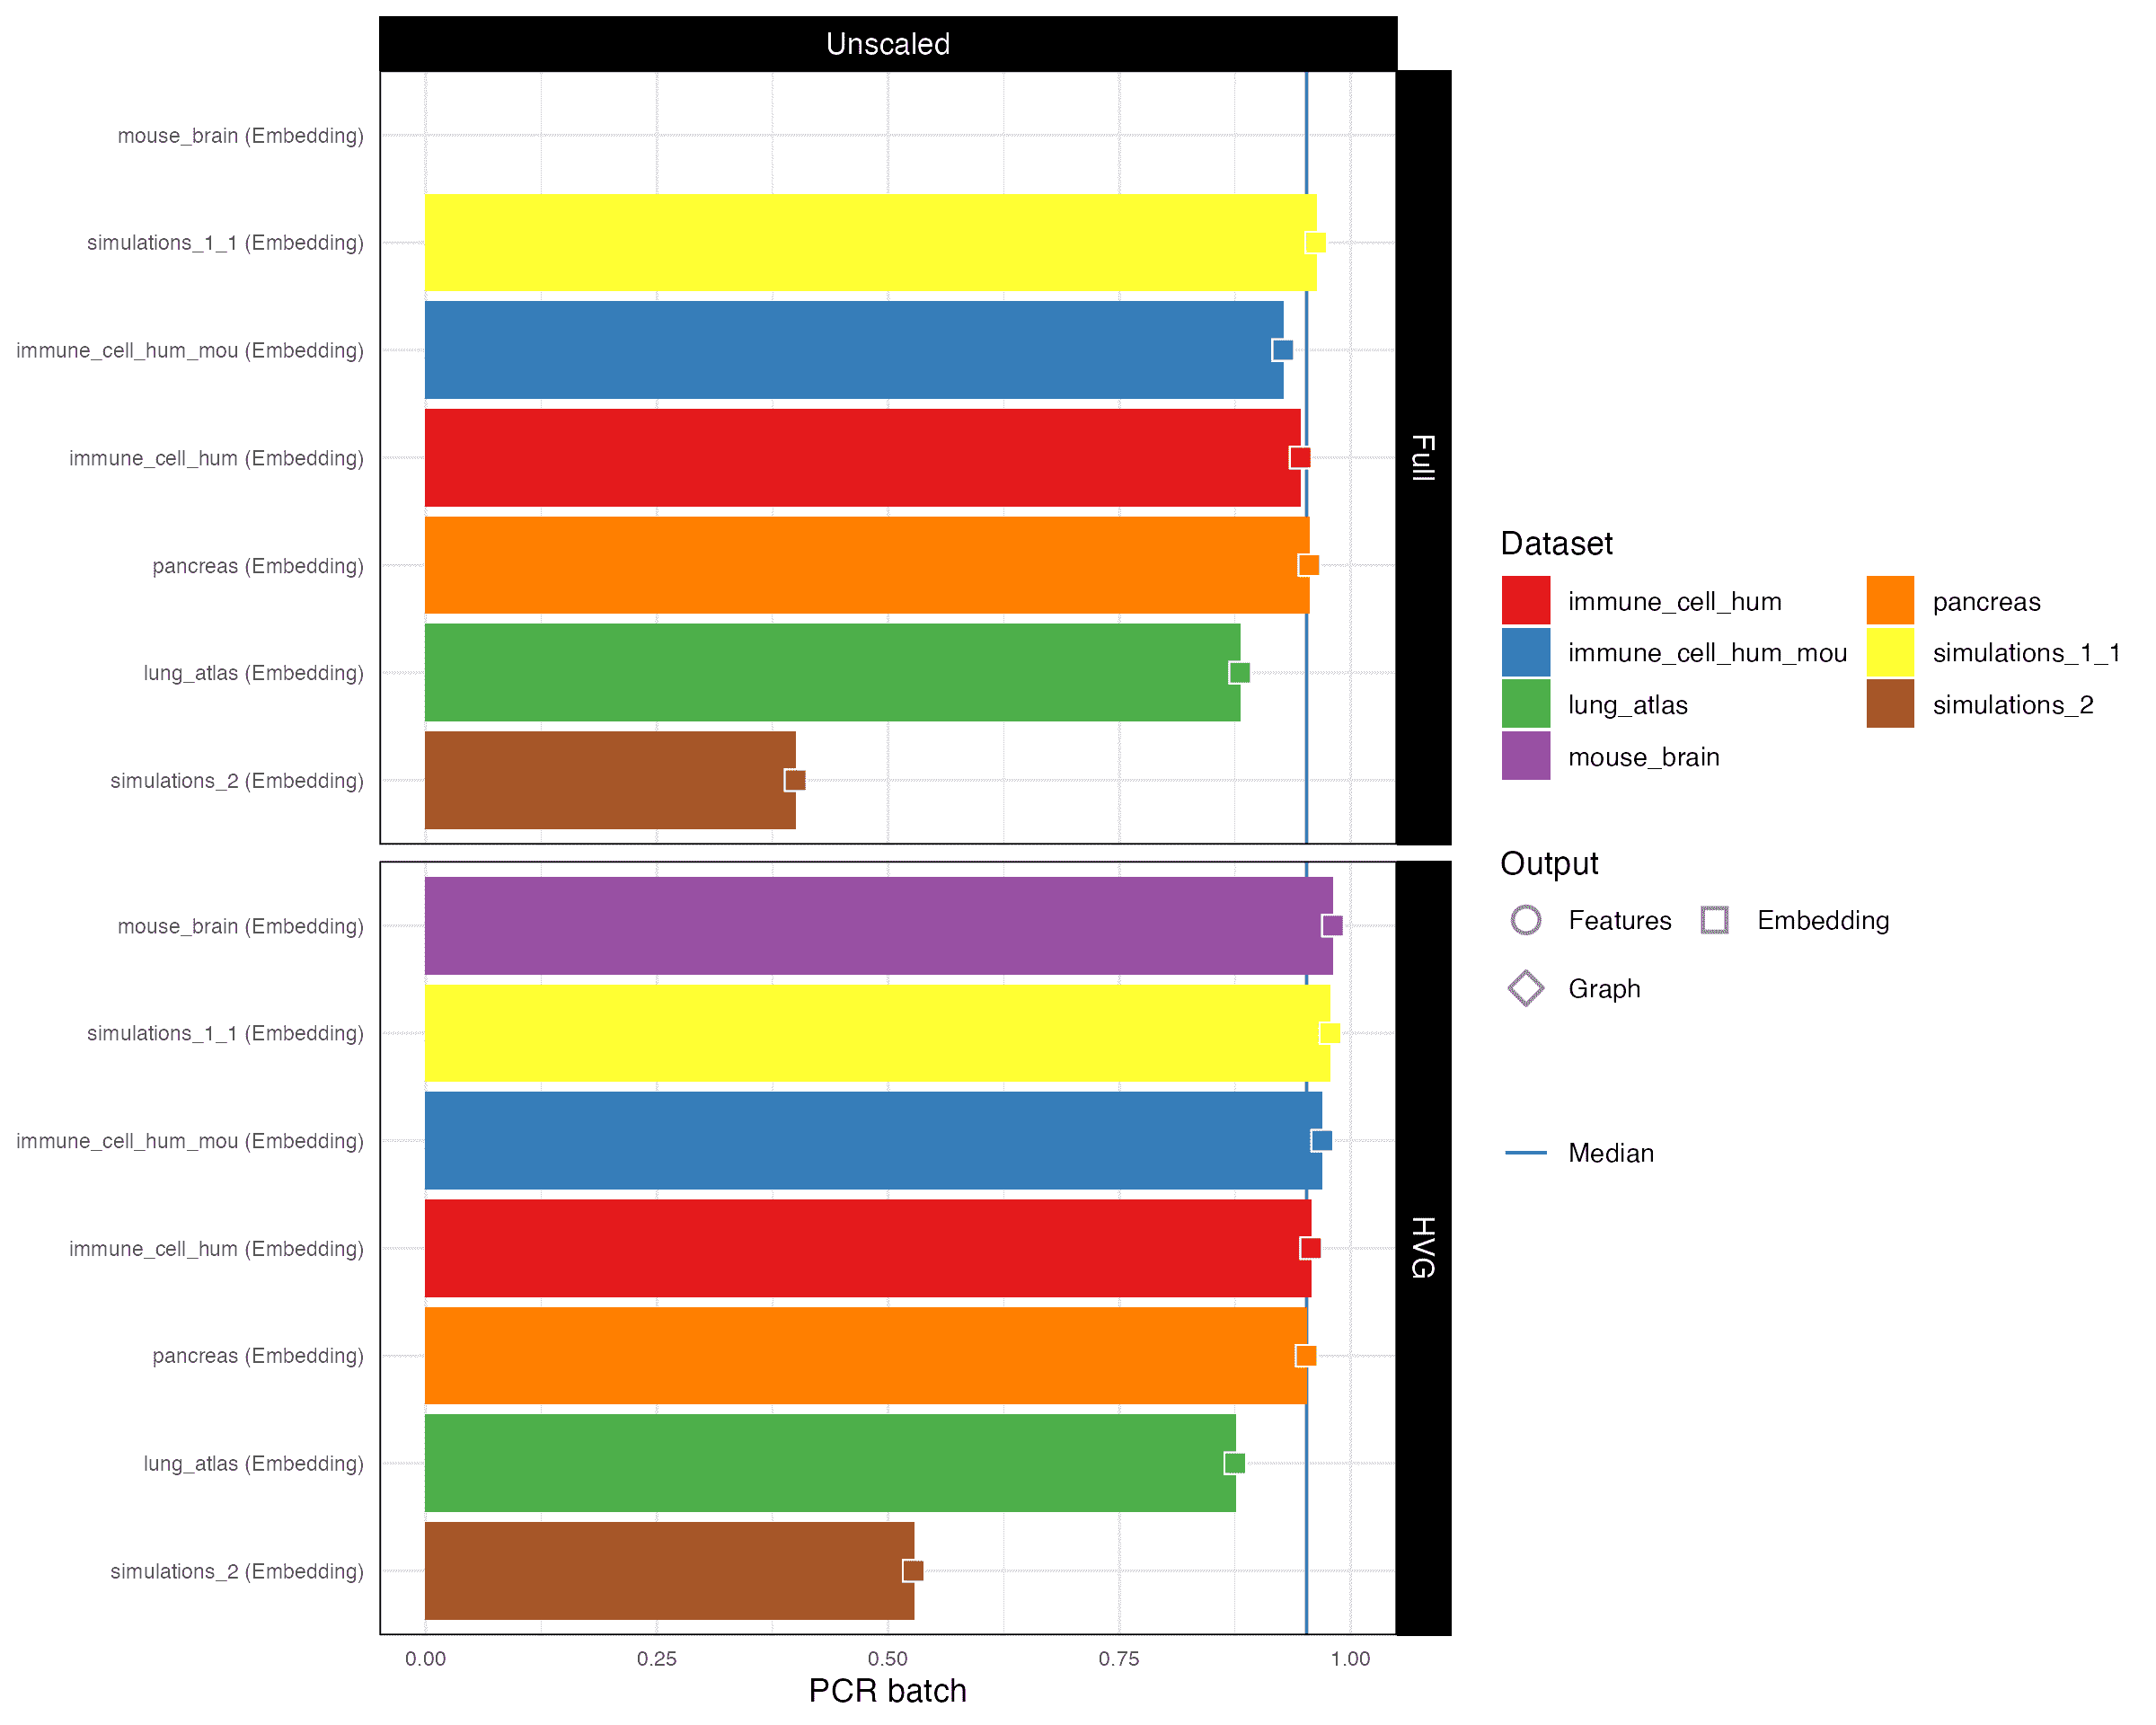 Unscaled
mouse_brain (Embedding)
simulations_1_1 (Embedding)
immune_cell_hum_mou (Embedding)
immune_cell_hum (Embedding)
pancreas (Embedding)
lung_atlas (Embedding)
simulations_2 (Embedding)
Full
mouse_brain (Embedding)
simulations_1_1 (Embedding)
immune_cell_hum_mou (Embedding)
immune_cell_hum (Embedding)
pancreas (Embedding)
lung_atlas (Embedding)
simulations_2 (Embedding)
HVG
0.00 0.25 0.50 0.75 1.00
PCR batch
Dataset
immune_cell_hum pancreas
immune_cell_hum_mou simulations_1_1
lung_atlas simulations_2
mouse_brain
Output
Features Embedding
Graph
Median